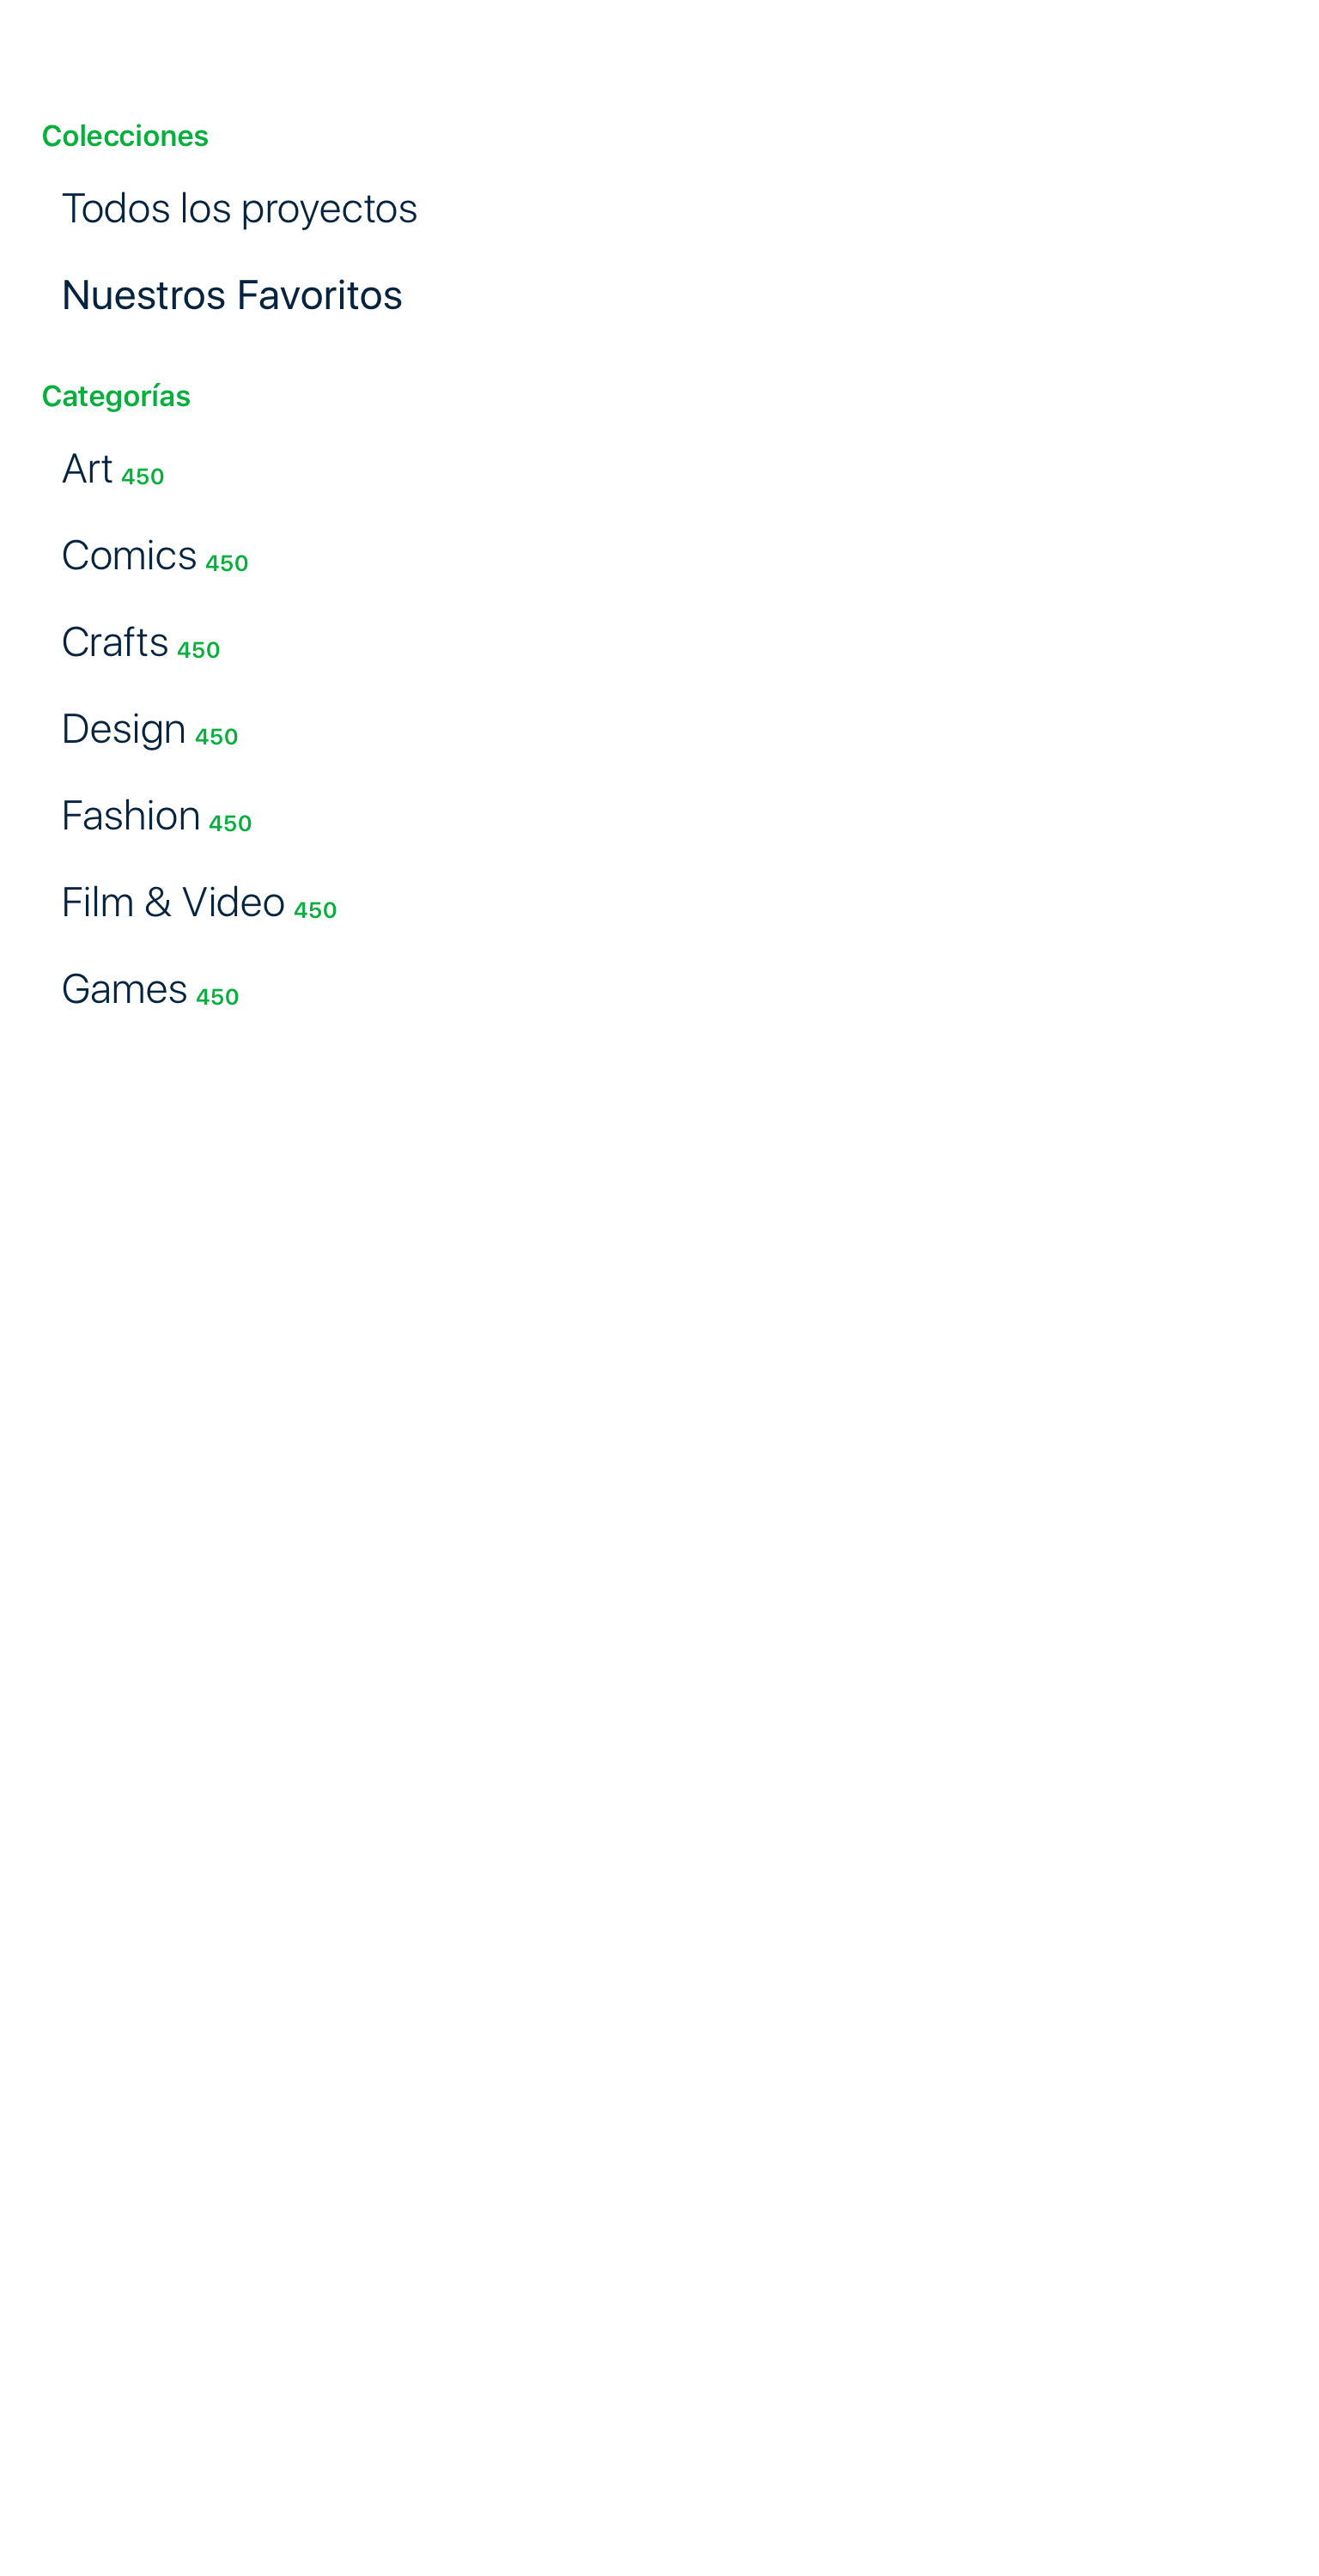 Colecciones
Todos los proyectos
Nuestros Favoritos
Categorías
Art 450
Comics 450
Crafts 450
Design 450
Fashion 450
Film & Video 450
Games 450